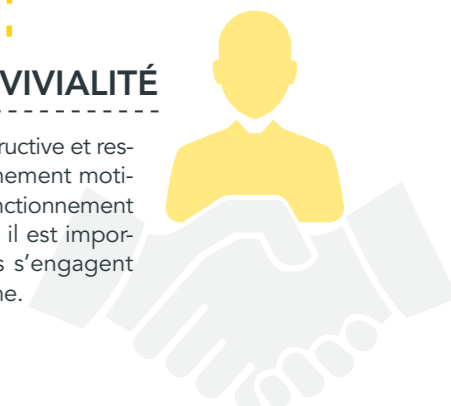 VIVIALITÉ
ructive et res-
nement moti-
nctionnement
il est impor-
s s'engagent
ne.